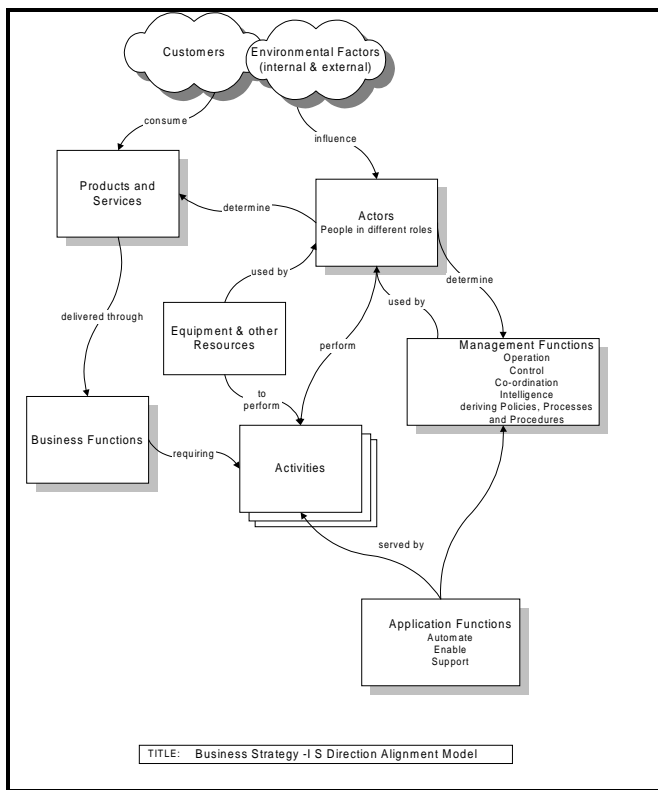 Customers
Environmental Factors
(internal & external)
consume
influence
Products and
Services
determine
Actors
People in different roles
used by
determine
delivered through
used by
Equipment & other
Resources
perform
Management Functions
Operation
Control
Co-ordination
Intelligence
deriving Policies, Processes
and Procedures
to
perform
Business Functions
requiring
Activities
served by
Application Functions
Automate
Enable
Support
TITLE: Business Strategy -I S Direction Alignment Model